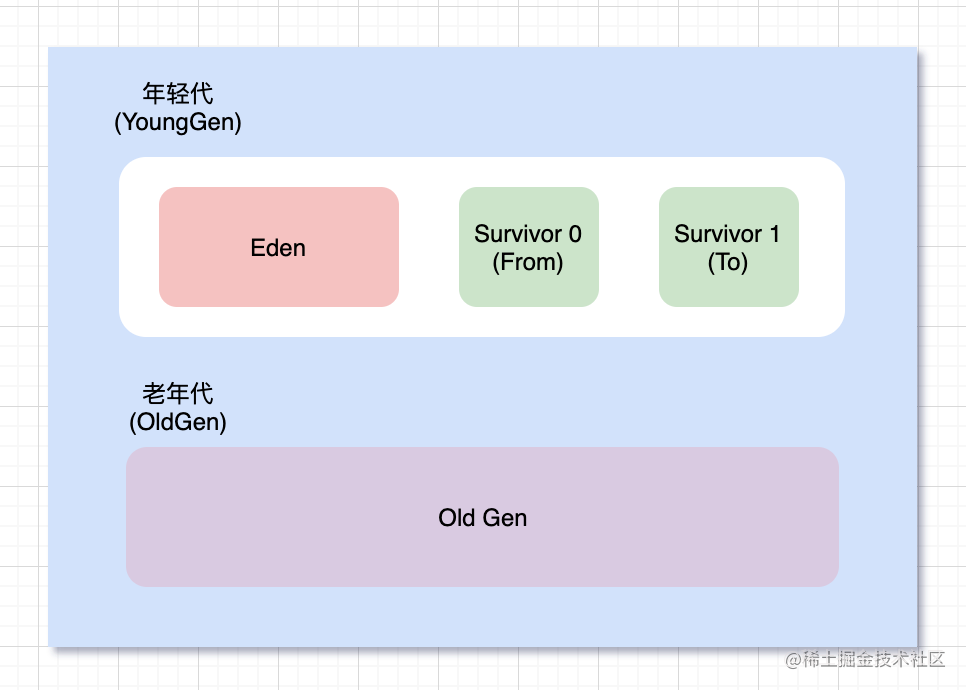 年轻代
(YoungGen)
Eden
Survivor 0
(From)
Survivor 1
(To)
老年代
(OldGen)
Old Gen
@稀土掘金技术社区